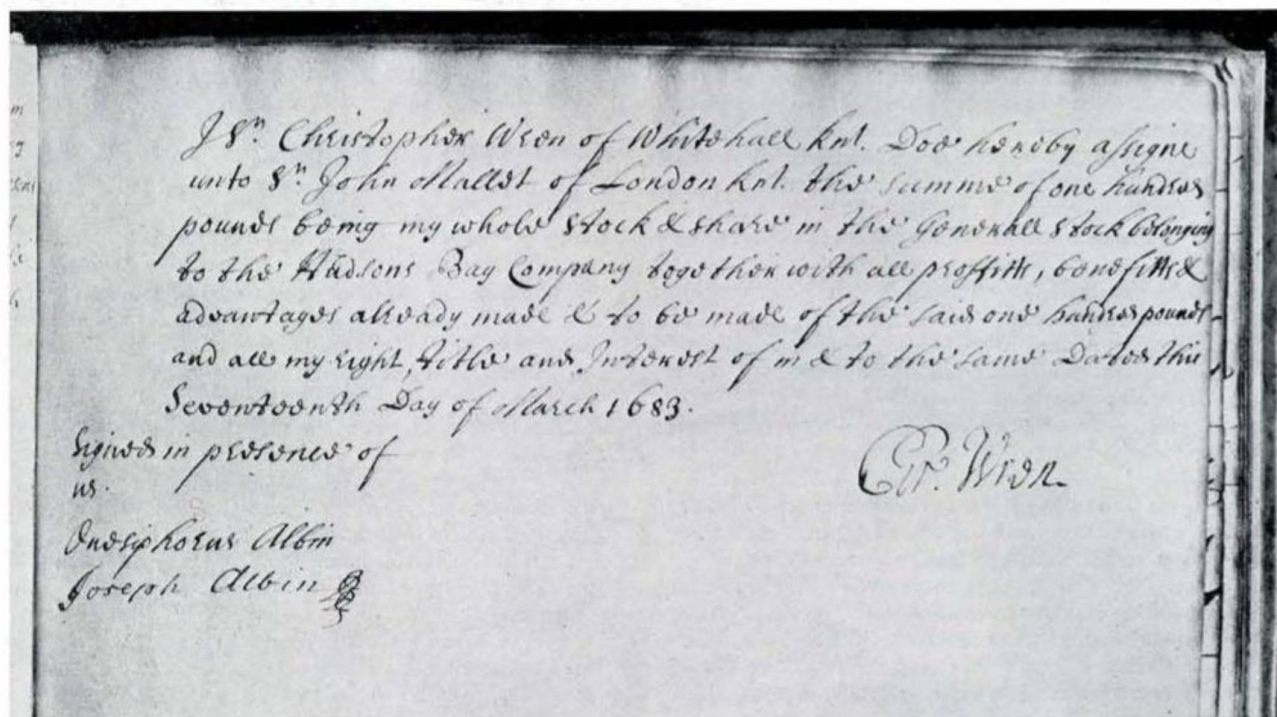 I Sr. Christopher Wren of Whitehall Knt. Doe hereby assigne
unto Sr. John Mallet of London Knt. the summe of one hundred
pounds being my whole stock & share in the Generall stock belonging
to the Hudsons Bay Company together with all proffitts, benefitts &
advantages already made & to be made of the said one hundred pounds
and all my right, title and Interest of in & to the same Dated this
Seventeenth Day of March 1683.
Signed in presence of
us.
Chr. Wren.
Onesiphorus Albin
Joseph Albin